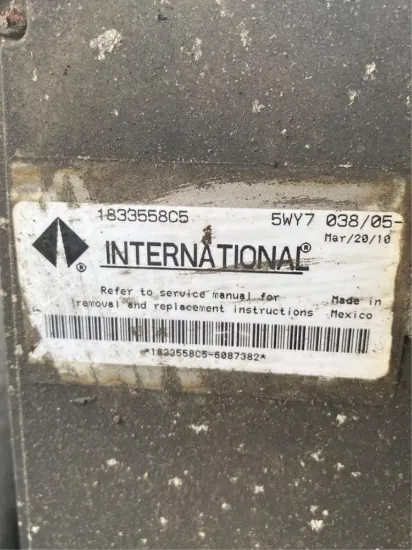 1833558C5 5WY7 038/05-
Mar/20/10
INTERNATIONAL®
®
Refer to service manual for Made in
removal and replacement instructions Mexico
*1833558C5-6087382*